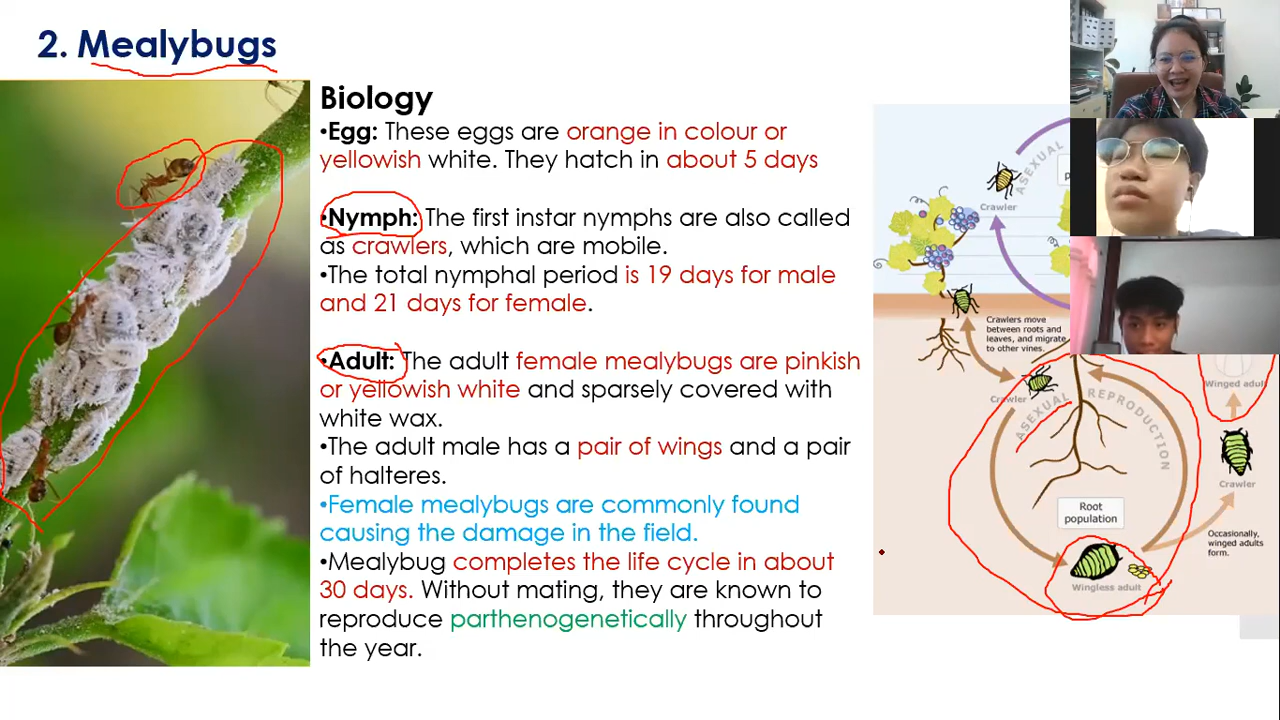 2. Mealybugs
Biology
•Egg: These eggs are orange in colour or
yellowish white. They hatch in about 5 days
•Nymph: The first instar nymphs are also called
as crawlers, which are mobile.
•The total nymphal period is 19 days for male
and 21 days for female.
•Adult: The adult female mealybugs are pinkish
or yellowish white and sparsely covered with
white wax.
•The adult male has a pair of wings and a pair
of halteres.
•Female mealybugs are commonly found
causing the damage in the field.
•Mealybug completes the life cycle in about
30 days. Without mating, they are known to
reproduce parthenogenetically throughout
the year.
ASEXUAL
Crawler
Crawlers move
between roots and
leaves, and migrate
to other vines.
Crawler
ASEXUAL REPRODUCTION
Winged adult
Crawler
Root
population
Occasionally,
winged adults
form.
Wingless adult